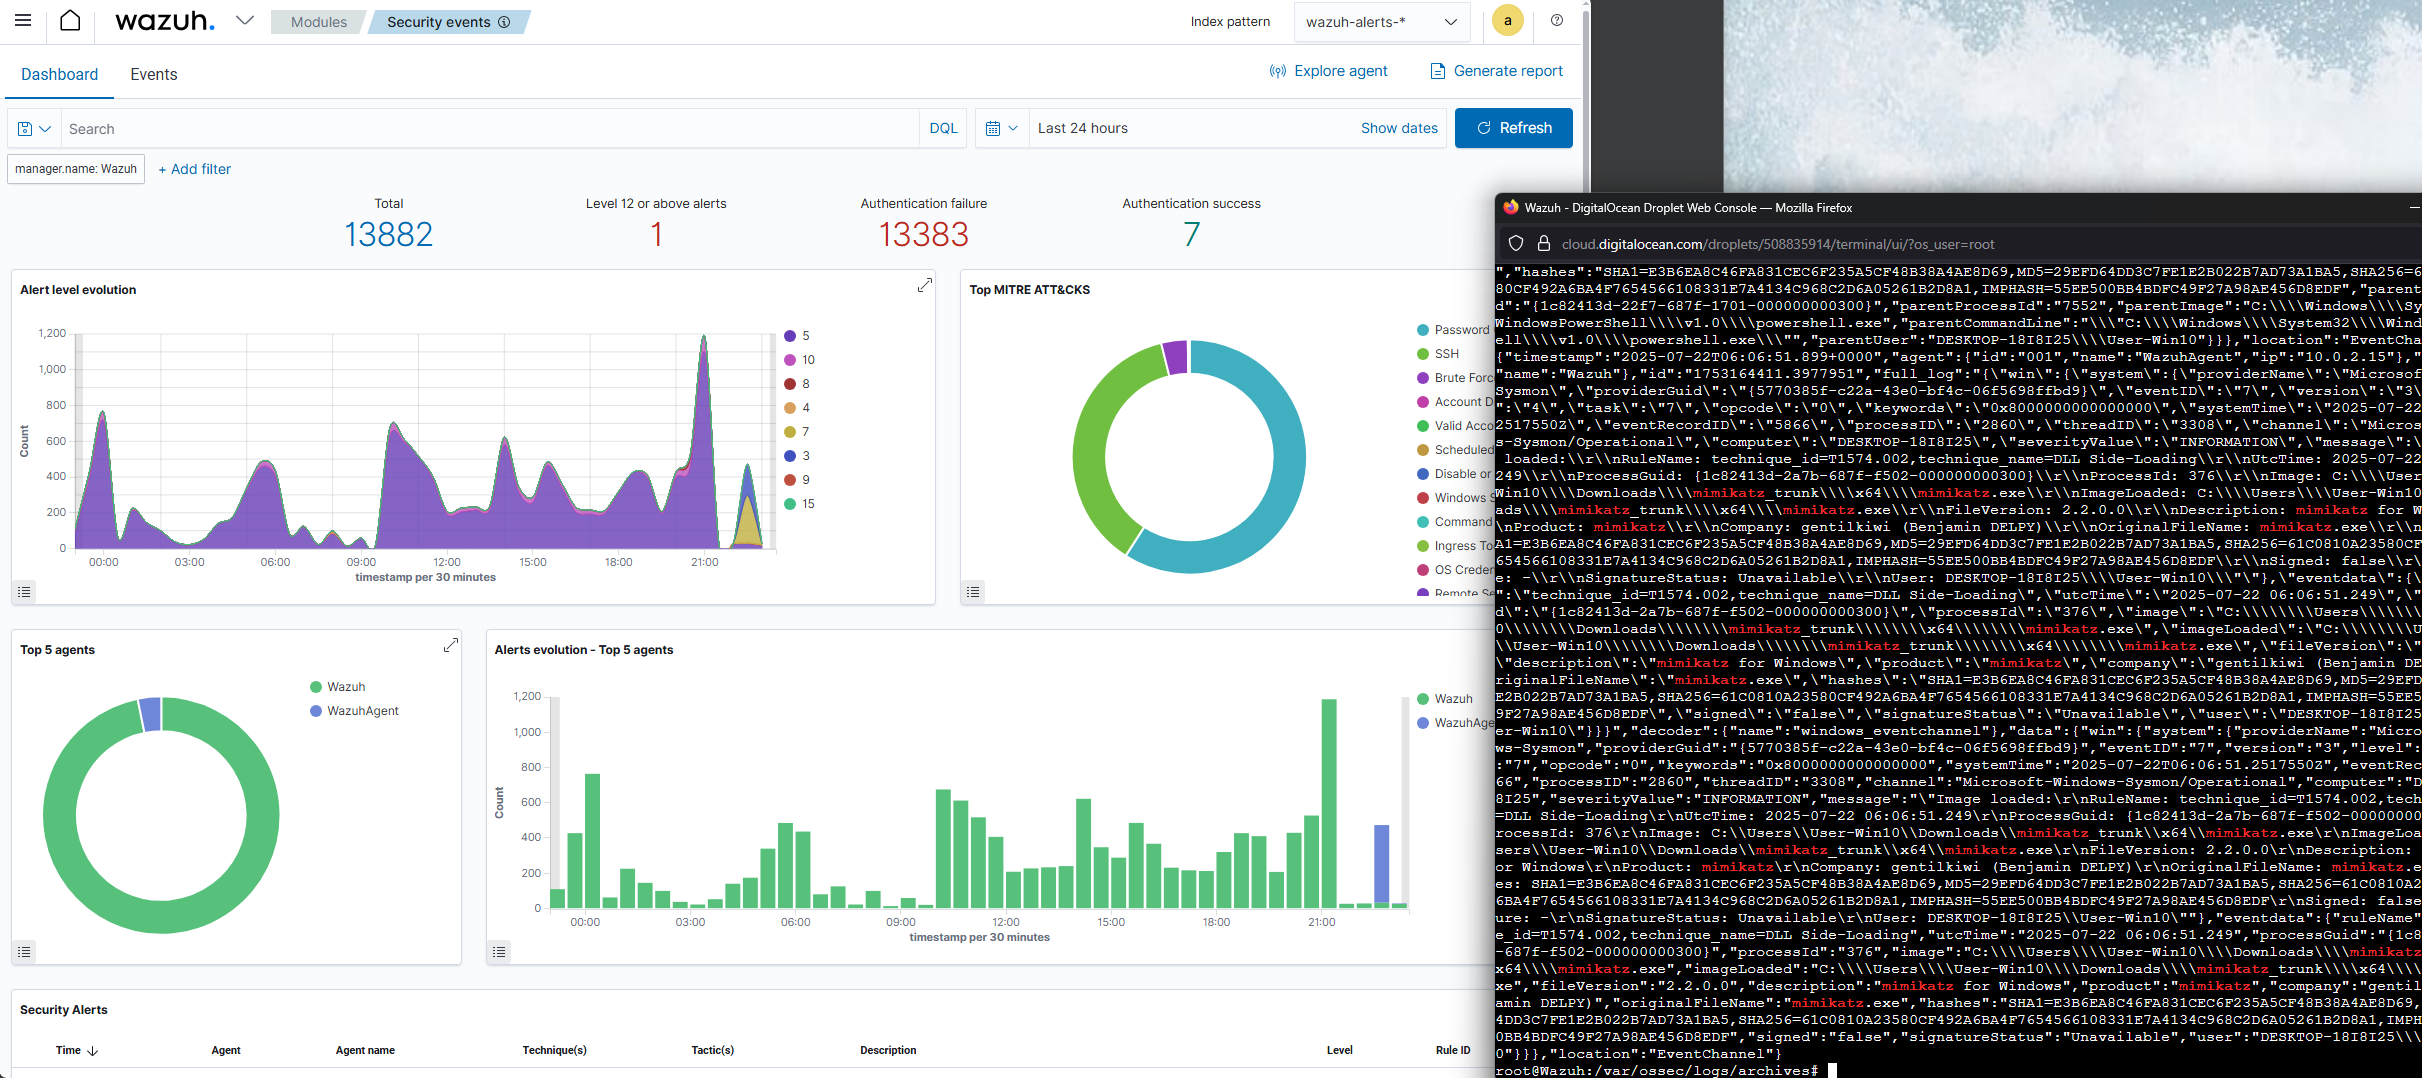 wazuh.
Modules
Security events
Index pattern
wazuh-alerts-*
a
Dashboard
Events
Explore agent
Generate report
Search
DQL
Last 24 hours
Show dates
Refresh
manager.name: Wazuh
+ Add filter
Total
13882
Level 12 or above alerts
1
Authentication failure
13383
Authentication success
7
Alert level evolution
1,200
1,000
800
600
400
200
0
Count
00:00
03:00
06:00
09:00
12:00
15:00
18:00
21:00
timestamp per 30 minutes
5
10
8
4
7
3
9
15
Top MITRE ATT&CKS
Password
SSH
Brute Forc
Account D
Valid Acco
Scheduled
Disable or
Windows S
Command
Ingress To
OS Creden
Remote Se
Top 5 agents
Wazuh
WazuhAgent
Alerts evolution - Top 5 agents
1,200
1,000
800
600
400
200
0
Count
00:00
03:00
06:00
09:00
12:00
15:00
18:00
21:00
timestamp per 30 minutes
Wazuh
WazuhAge
Security Alerts
Time
Agent
Agent name
Technique(s)
Tactic(s)
Description
Level
Rule ID
Wazuh - DigitalOcean Droplet Web Console — Mozilla Firefox
cloud.digitalocean.com/droplets/508835914/terminal/ui/?os_user=root
","hashes":"SHA1=E3B6EA8C46FA831CEC6F235A5CF48B38A4AE8D69,MD5=29EFD64DD3C7FE1E2B022B7AD73A1BA5,SHA256=6
80CF492A6BA4F7654566108331E7A4134C968C2D6A05261B2D8A1,IMPHASH=55EE500BB4BDFC49F27A98AE456D8EDF","parent
d":"{1c82413d-22f7-687f-1701-000000000300}","parentProcessId":"7552","parentImage":"C:\\\\Windows\\\\Sy
WindowsPowerShell\\\\v1.0\\\\powershell.exe","parentCommandLine":"\\\"C:\\\\Windows\\\\System32\\\\Wind
ell\\\\v1.0\\\\powershell.exe\\\"","parentUser":"DESKTOP-18I8I25\\\\User-Win10"}}},"location":"EventCha
{"timestamp":"2025-07-22T06:06:51.899+0000","agent":{"id":"001","name":"WazuhAgent","ip":"10.0.2.15"},"
"name":"Wazuh"},"id":"1753164411.3977951","full_log":"{\"win\":{\"system\":{\"providerName\":\"Microsof
Sysmon\",\"providerGuid\":\"{5770385f-c22a-43e0-bf4c-06f5698ffbd9}\",\"eventID\":\"7\",\"version\":\"3\
":\"4\",\"task\":\"7\",\"opcode\":\"0\",\"keywords\":\"0x8000000000000000\",\"systemTime\":\"2025-07-22
2517550Z\",\"eventRecordID\":\"5866\",\"processID\":\"2860\",\"threadID\":\"3308\",\"channel\":\"Micros
s-Sysmon/Operational\",\"computer\":\"DESKTOP-18I8I25\",\"severityValue\":\"INFORMATION\",\"message\":\
loaded:\\r\\nRuleName: technique_id=T1574.002,technique_name=DLL Side-Loading\\r\\nUtcTime: 2025-07-22
249\\r\\nProcessGuid: {1c82413d-2a7b-687f-f502-000000000300}\\r\\nProcessId: 376\\r\\nImage: C:\\\\User
Win10\\\\Downloads\\\\mimikatz_trunk\\\\x64\\\\mimikatz.exe\\r\\nImageLoaded: C:\\\\Users\\\\User-Win10
ads\\\\mimikatz_trunk\\\\x64\\\\mimikatz.exe\\r\\nFileVersion: 2.2.0.0\\r\\nDescription: mimikatz for W
\nProduct: mimikatz\\r\\nCompany: gentilkiwi (Benjamin DELPY)\\r\\nOriginalFileName: mimikatz.exe\\r\\n
A1=E3B6EA8C46FA831CEC6F235A5CF48B38A4AE8D69,MD5=29EFD64DD3C7FE1E2B022B7AD73A1BA5,SHA256=61C0810A23580CF
654566108331E7A4134C968C2D6A05261B2D8A1,IMPHASH=55EE500BB4BDFC49F27A98AE456D8EDF\\r\\nSigned: false\\r\
e: -\\r\\nSignatureStatus: Unavailable\\r\\nUser: DESKTOP-18I8I25\\\\User-Win10\\\"\"},\"eventdata\":{\
":\"technique_id=T1574.002,technique_name=DLL Side-Loading\",\"utcTime\":\"2025-07-22 06:06:51.249\",\"
d\":\"{1c82413d-2a7b-687f-f502-000000000300}\",\"processId\":\"376\",\"image\":\"C:\\\\\\\\Users\\\\\\\
0\\\\\\\\Downloads\\\\\\\\mimikatz_trunk\\\\\\\\x64\\\\\\\\mimikatz.exe\",\"imageLoaded\":\"C:\\\\\\\\U
\\User-Win10\\\\\\\\Downloads\\\\\\\\mimikatz_trunk\\\\\\\\x64\\\\\\\\mimikatz.exe\",\"fileVersion\":\"
\"description\":\"mimikatz for Windows\",\"product\":\"mimikatz\",\"company\":\"gentilkiwi (Benjamin DE
riginalFileName\":\"mimikatz.exe\",\"hashes\":\"SHA1=E3B6EA8C46FA831CEC6F235A5CF48B38A4AE8D69,MD5=29EFD
E2B022B7AD73A1BA5,SHA256=61C0810A23580CF492A6BA4F7654566108331E7A4134C968C2D6A05261B2D8A1,IMPHASH=55EE5
9F27A98AE456D8EDF\",\"signed\":\"false\",\"signatureStatus\":\"Unavailable\",\"user\":\"DESKTOP-18I8I25
er-Win10\"}}}","decoder":{"name":"windows_eventchannel"},"data":{"win":{"system":{"providerName":"Micro
ws-Sysmon","providerGuid":"{5770385f-c22a-43e0-bf4c-06f5698ffbd9}","eventID":"7","version":"3","level":
"7","opcode":"0","keywords":"0x8000000000000000","systemTime":"2025-07-22T06:06:51.2517550Z","eventRec
66","processID":"2860","threadID":"3308","channel":"Microsoft-Windows-Sysmon/Operational","computer":"D
8I25","severityValue":"INFORMATION","message":"\"Image loaded:\r\nRuleName: technique_id=T1574.002,tech
=DLL Side-Loading\r\nUtcTime: 2025-07-22 06:06:51.249\r\nProcessGuid: {1c82413d-2a7b-687f-f502-00000000
rocessId: 376\r\nImage: C:\\Users\\User-Win10\\Downloads\\mimikatz_trunk\\x64\\mimikatz.exe\r\nImageLoa
sers\\User-Win10\\Downloads\\mimikatz_trunk\\x64\\mimikatz.exe\r\nFileVersion: 2.2.0.0\r\nDescription:
or Windows\r\nProduct: mimikatz\r\nCompany: gentilkiwi (Benjamin DELPY)\r\nOriginalFileName: mimikatz.e
es: SHA1=E3B6EA8C46FA831CEC6F235A5CF48B38A4AE8D69,MD5=29EFD64DD3C7FE1E2B022B7AD73A1BA5,SHA256=61C0810A2
6BA4F7654566108331E7A4134C968C2D6A05261B2D8A1,IMPHASH=55EE500BB4BDFC49F27A98AE456D8EDF\r\nSigned: false
ure: -\r\nSignatureStatus: Unavailable\r\nUser: DESKTOP-18I8I25\\User-Win10\""},"eventdata":{"ruleName"
e_id=T1574.002,technique_name=DLL Side-Loading","utcTime":"2025-07-22 06:06:51.249","processGuid":"{1c8
-687f-f502-000000000300}","processId":"376","image":"C:\\\\Users\\\\User-Win10\\\\Downloads\\\\mimikatz
x64\\\\mimikatz.exe","imageLoaded":"C:\\\\Users\\\\User-Win10\\\\Downloads\\\\mimikatz_trunk\\\\x64\\\\
xe","fileVersion":"2.2.0.0","description":"mimikatz for Windows","product":"mimikatz","company":"gentil
amin DELPY)","originalFileName":"mimikatz.exe","hashes":"SHA1=E3B6EA8C46FA831CEC6F235A5CF48B38A4AE8D69,
4DD3C7FE1E2B022B7AD73A1BA5,SHA256=61C0810A23580CF492A6BA4F7654566108331E7A4134C968C2D6A05261B2D8A1,IMPH
0BB4BDFC49F27A98AE456D8EDF","signed":"false","signatureStatus":"Unavailable","user":"DESKTOP-18I8I25\\\
0"}}},"location":"EventChannel"}
root@Wazuh:/var/ossec/logs/archives#